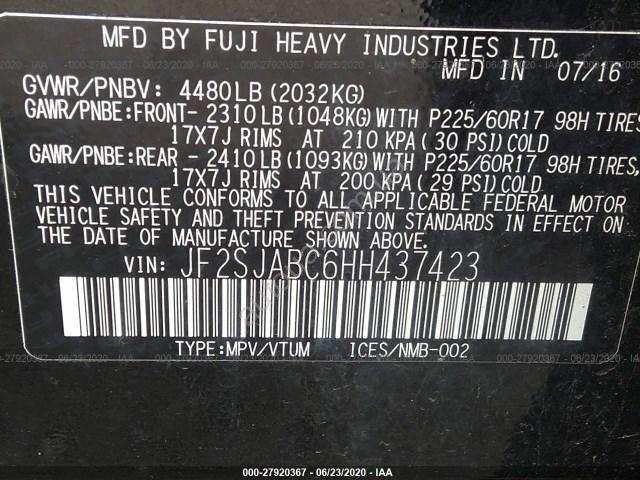 MFD BY FUJI HEAVY INDUSTRIES LTD.
MFD IN 07/16
GVWR/PNBV: 4480LB(2032KG)
GAWR/PNBE:FRONT- 2310LB(1048KG)WITH P225/60R17 98H TIRES
17X7J RIMS AT 210 KPA( 30 PSI)COLD
GAWR/PNBE:REAR - 2410LB(1093KG)WITH P225/60R17 98H TIRES,
17X7J RIMS AT 200 KPA( 29 PSI)COLD
THIS VEHICLE CONFORMS TO ALL APPLICABLE FEDERAL MOTOR
VEHICLE SAFETY AND THEFT PREVENTION STANDARDS IN EFFECT ON
THE DATE OF MANUFACTURE SHOWN ABOVE.
VIN: JF2SJABC6HH437423
TYPE:MPV/VTUM ICES/NMB-002
000-27920367 - 06/23/2020 - IAA